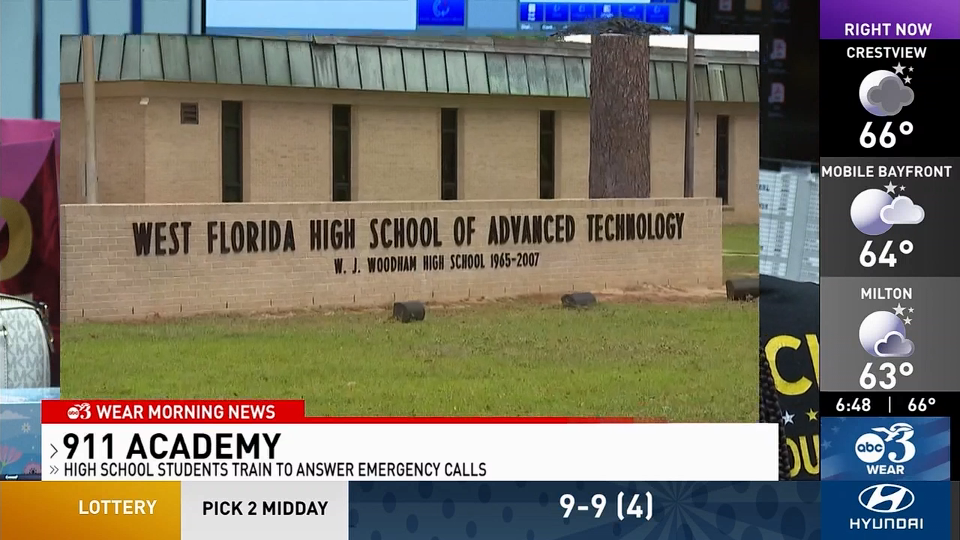 RIGHT NOW
CRESTVIEW
66°
MOBILE BAYFRONT
64°
MILTON
63°
6:48 | 66°
abc 3
WEAR
HYUNDAI
WEST FLORIDA HIGH SCHOOL OF ADVANCED TECHNOLOGY
W. J. WOODHAM HIGH SCHOOL 1965-2007
abc 3 WEAR MORNING NEWS
911 ACADEMY
HIGH SCHOOL STUDENTS TRAIN TO ANSWER EMERGENCY CALLS
LOTTERY PICK 2 MIDDAY 9-9 (4)